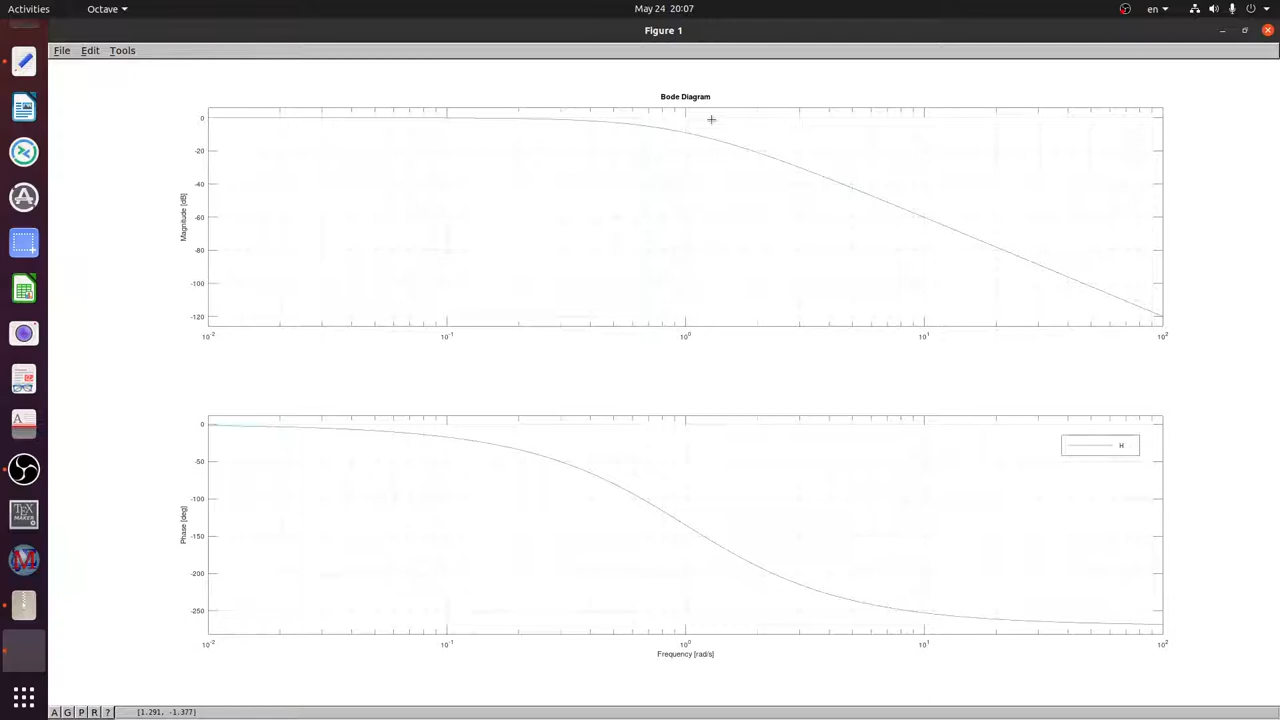 Activities Octave May 24 20:07 en
Figure 1
File Edit Tools
Bode Diagram
0
-20
-40
-60
-80
-100
-120
Magnitude [dB]
10-2 10-1 100 101 102
0
-50
-100
-150
-200
-250
Phase [deg]
H
10-2 10-1 100 101 102
Frequency [rad/s]
TEX
MAKER
A G P R ? [1.291, -1.377]